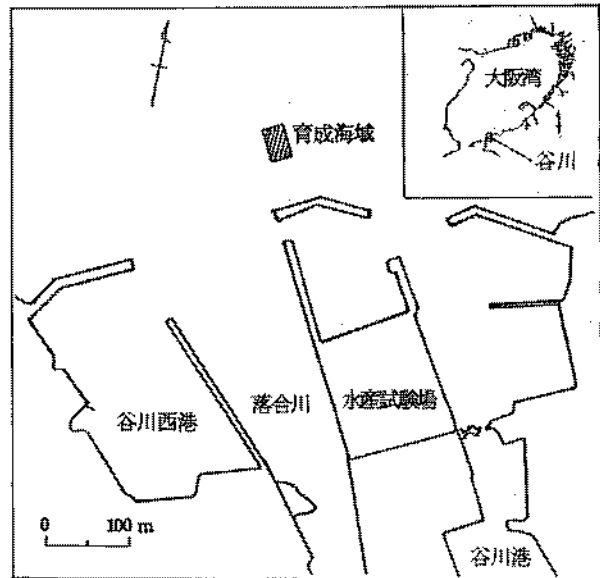 大阪湾
谷川
育成海域
谷川西港
落合川
水産試験場
0 100 m
谷川港